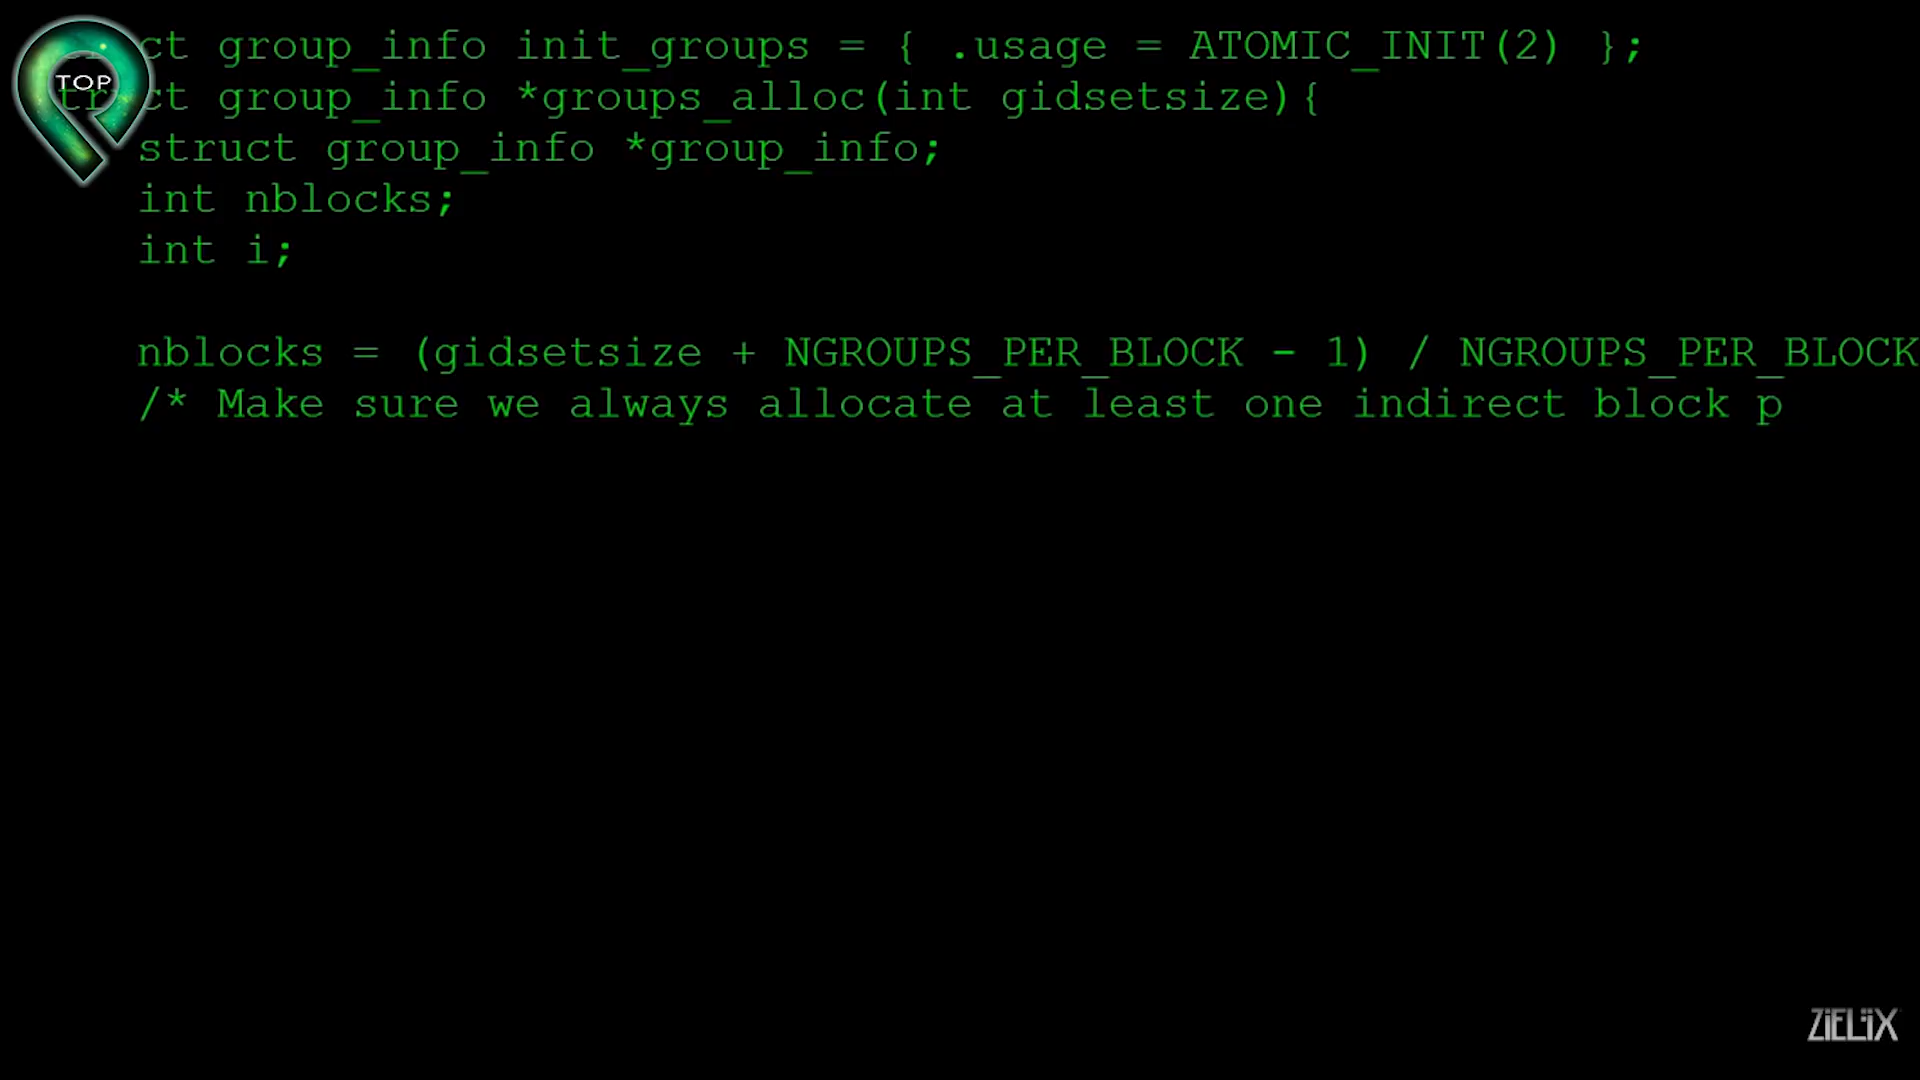 TOP
ct group_info init_groups = { .usage = ATOMIC_INIT(2) };
truct group_info *groups_alloc(int gidsetsize){
struct group_info *group_info;
int nblocks;
int i;
nblocks = (gidsetsize + NGROUPS_PER_BLOCK - 1) / NGROUPS_PER_BLOCK
/* Make sure we always allocate at least one indirect block p
ZiELiX